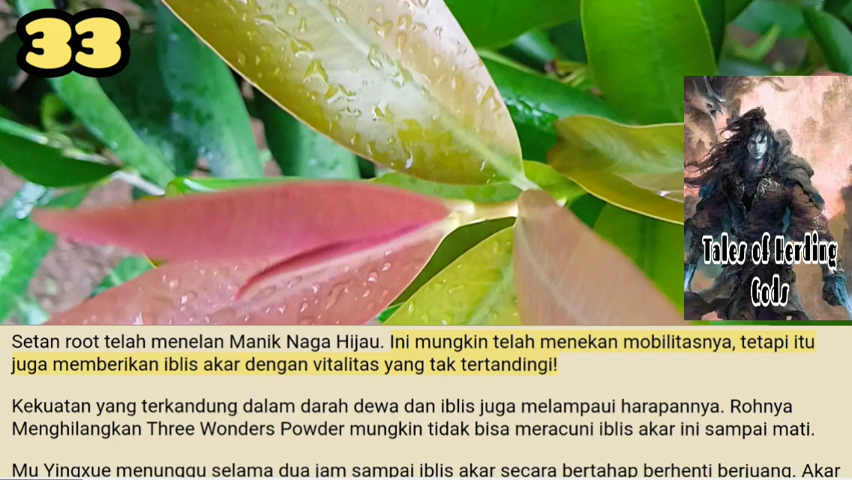 33
Tales of Herding
Gods
Setan root telah menelan Manik Naga Hijau. Ini mungkin telah menekan mobilitasnya, tetapi itu
juga memberikan iblis akar dengan vitalitas yang tak tertandingi!
Kekuatan yang terkandung dalam darah dewa dan iblis juga melampaui harapannya. Rohnya
Menghilangkan Three Wonders Powder mungkin tidak bisa meracuni iblis akar ini sampai mati.
Mu Yingxue menunggu selama dua jam sampai iblis akar secara bertahap berhenti berjuang. Akar